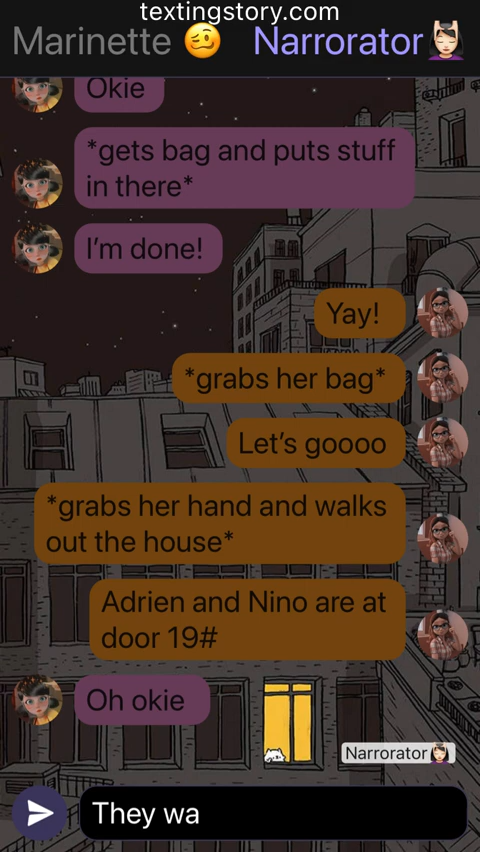 textingstory.com
Marinette 🥴 Narrorator💆🏻‍♀️
Okie
*gets bag and puts stuff
in there*
I’m done!
Yay!
*grabs her bag*
Let’s goooo
*grabs her hand and walks
out the house*
Adrien and Nino are at
door 19#
Oh okie
Narrorator💆🏻‍♀️
They wa